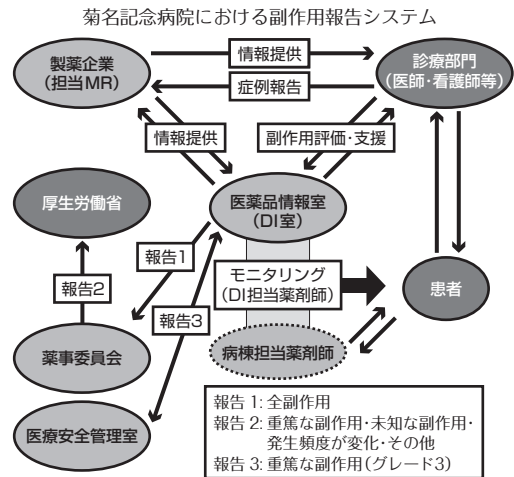 菊名記念病院における副作用報告システム
製薬企業
(担当MR)
情報提供
症例報告
診療部門
(医師・看護師等)
情報提供
副作用評価・支援
厚生労働省
医薬品情報室
(DI室)
報告1
報告2
報告3
モニタリング
(DI担当薬剤師)
患者
薬事委員会
病棟担当薬剤師
医療安全管理室
報告1:全副作用
報告2:重篤な副作用・未知な副作用・
発生頻度が変化・その他
報告3:重篤な副作用(グレード3)